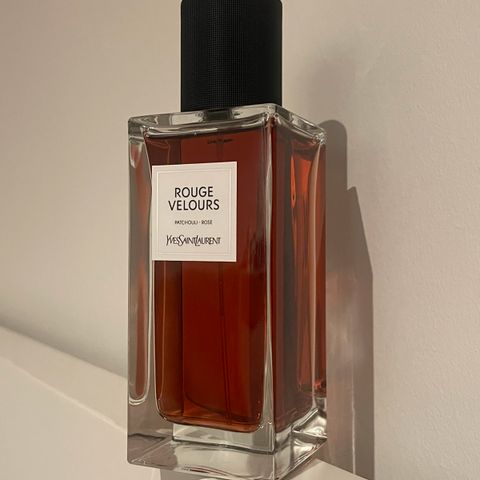 ROUGE
VELOURS
PATCHOULI - ROSE
YVESSAINTLAURENT